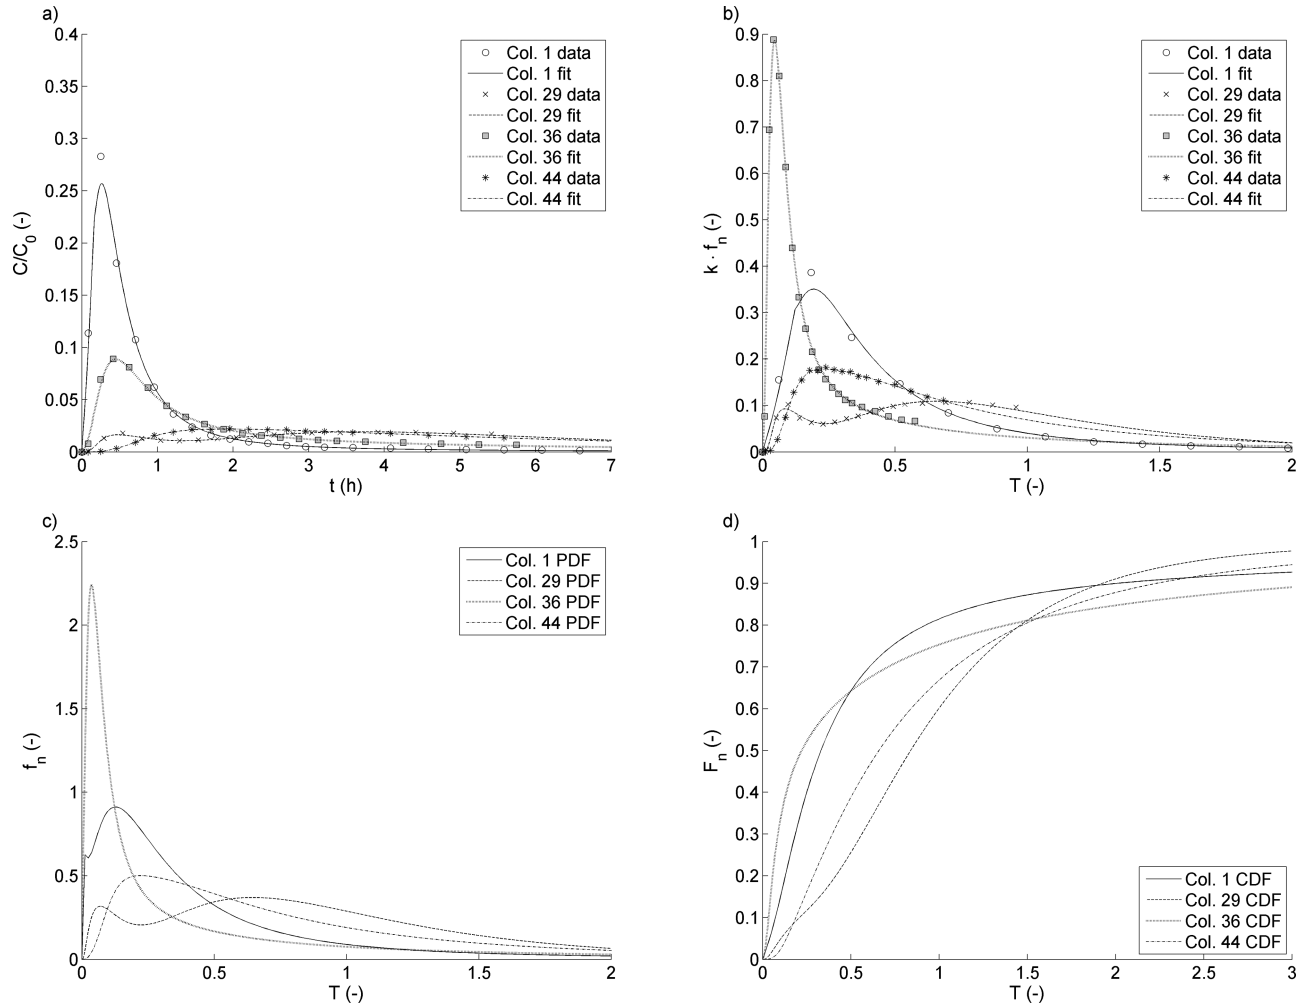 a)
0.4
0.35
0.3
0.25
0.2
0.15
0.1
0.05
0
C/C0 (-)
0 1 2 3 4 5 6 7
t (h)
Col. 1 data
Col. 1 fit
Col. 29 data
Col. 29 fit
Col. 36 data
Col. 36 fit
Col. 44 data
Col. 44 fit
b)
0.9
0.8
0.7
0.6
0.5
0.4
0.3
0.2
0.1
0
k · fn (-)
0 0.5 1 1.5 2
T (-)
Col. 1 data
Col. 1 fit
Col. 29 data
Col. 29 fit
Col. 36 data
Col. 36 fit
Col. 44 data
Col. 44 fit
c)
2.5
2
1.5
1
0.5
0
fn (-)
0 0.5 1 1.5 2
T (-)
Col. 1 PDF
Col. 29 PDF
Col. 36 PDF
Col. 44 PDF
d)
1
0.9
0.8
0.7
0.6
0.5
0.4
0.3
0.2
0.1
0
Fn (-)
0 0.5 1 1.5 2 2.5 3
T (-)
Col. 1 CDF
Col. 29 CDF
Col. 36 CDF
Col. 44 CDF